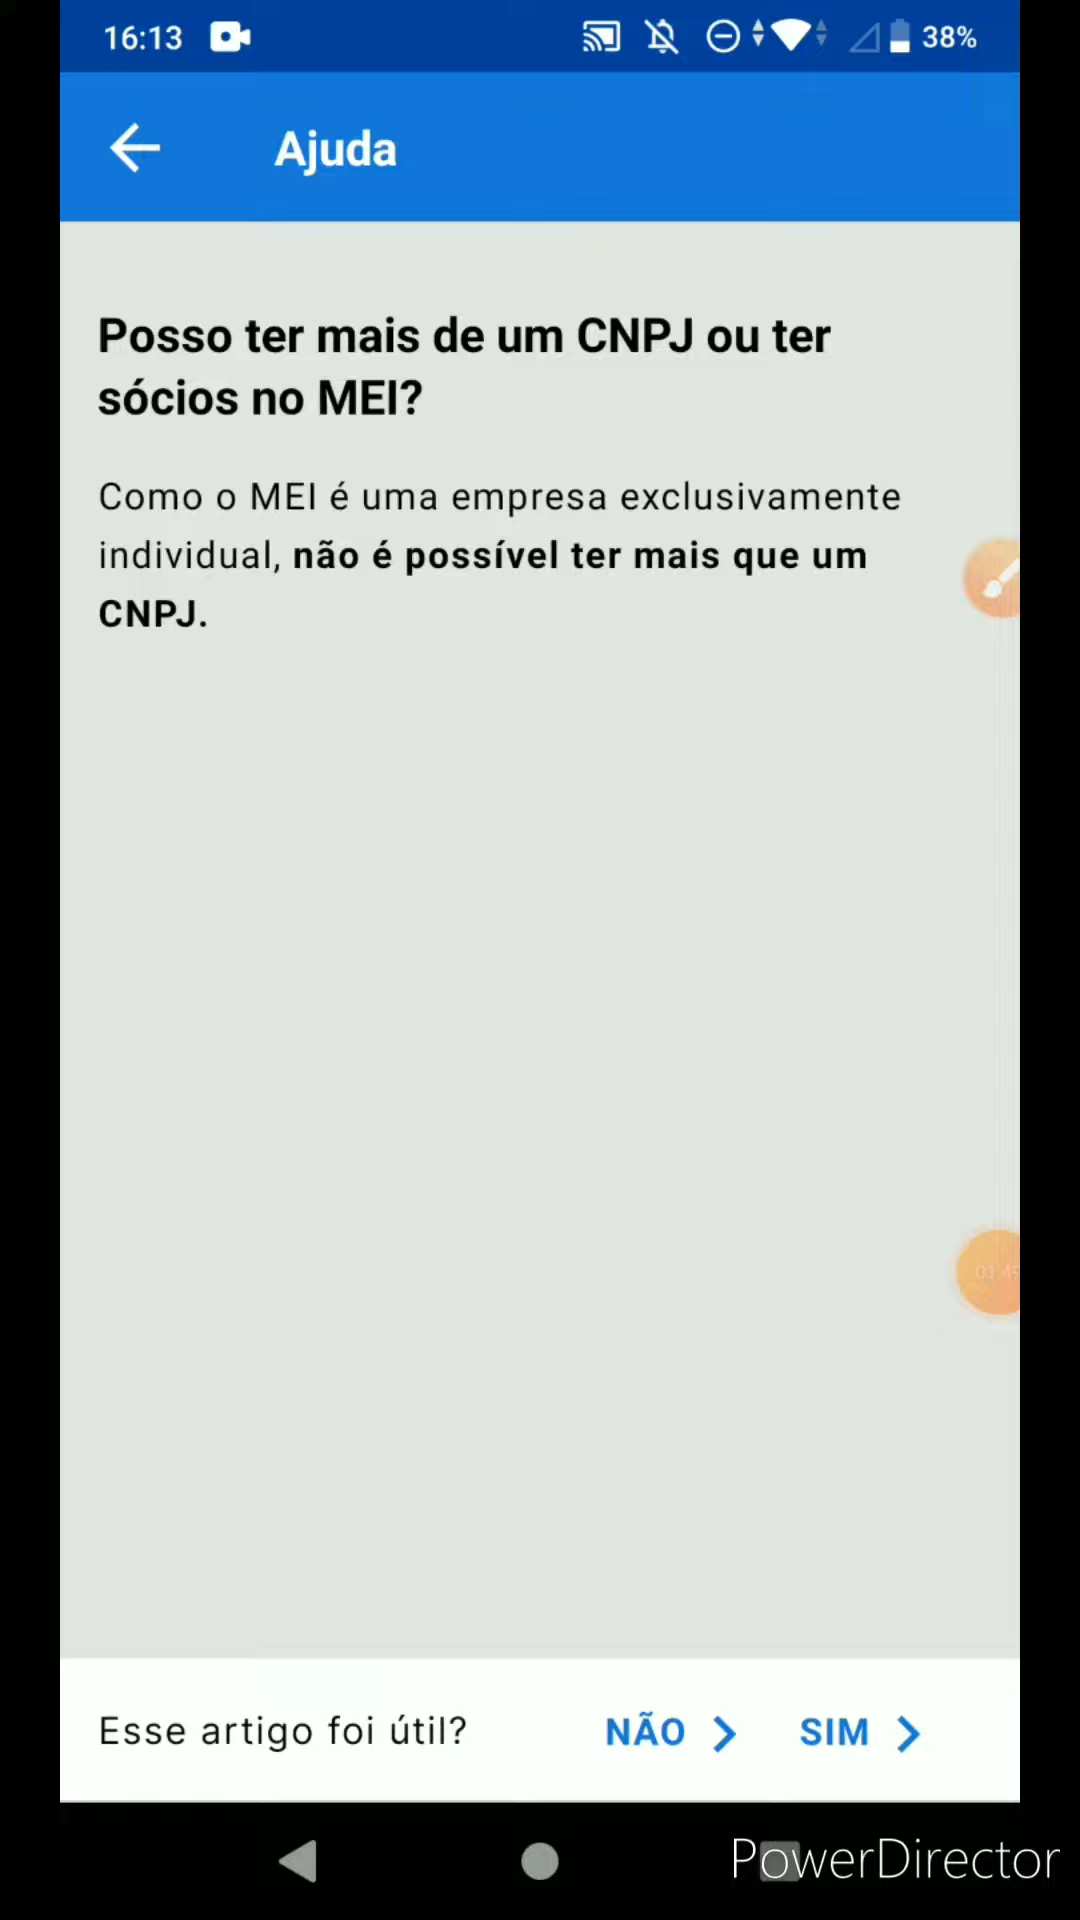 16:13
38%
Ajuda
Posso ter mais de um CNPJ ou ter
sócios no MEI?
Como o MEI é uma empresa exclusivamente
individual, não é possível ter mais que um
CNPJ.
Esse artigo foi útil?
NÃO
SIM
PowerDirector